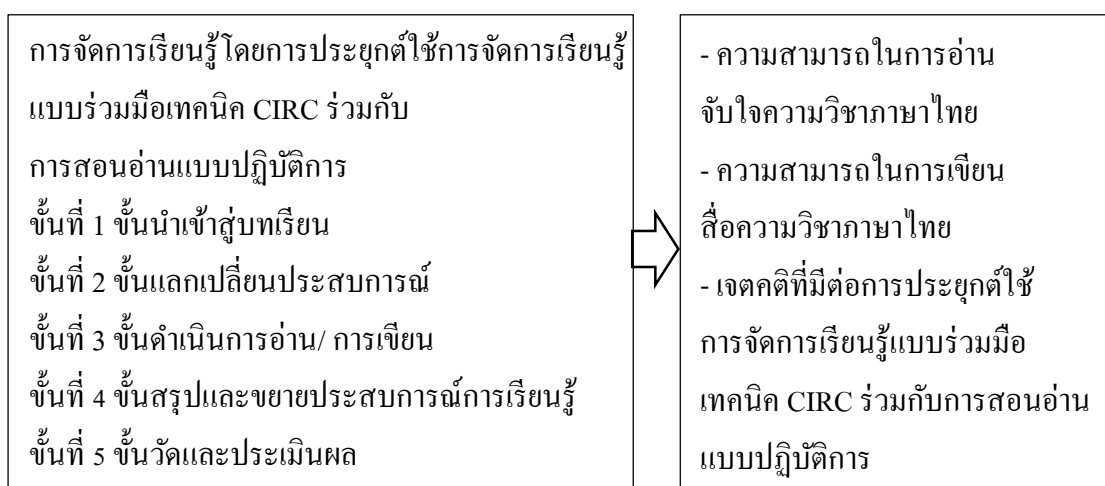 การจัดการเรียนรู้โดยการประยุกต์ใช้การจัดการเรียนรู้
แบบร่วมมือเทคนิค CIRC ร่วมกับ
การสอนอ่านแบบปฏิบัติการ
ขั้นที่ 1 ขั้นนำเข้าสู่บทเรียน
ขั้นที่ 2 ขั้นแลกเปลี่ยนประสบการณ์
ขั้นที่ 3 ขั้นดำเนินการอ่าน/ การเขียน
ขั้นที่ 4 ขั้นสรุปและขยายประสบการณ์การเรียนรู้
ขั้นที่ 5 ขั้นวัดและประเมินผล
- ความสามารถในการอ่าน
จับใจความวิชาภาษาไทย
- ความสามารถในการเขียน
สื่อความวิชาภาษาไทย
- เจตคติที่มีต่อการประยุกต์ใช้
การจัดการเรียนรู้แบบร่วมมือ
เทคนิค CIRC ร่วมกับการสอนอ่าน
แบบปฏิบัติการ